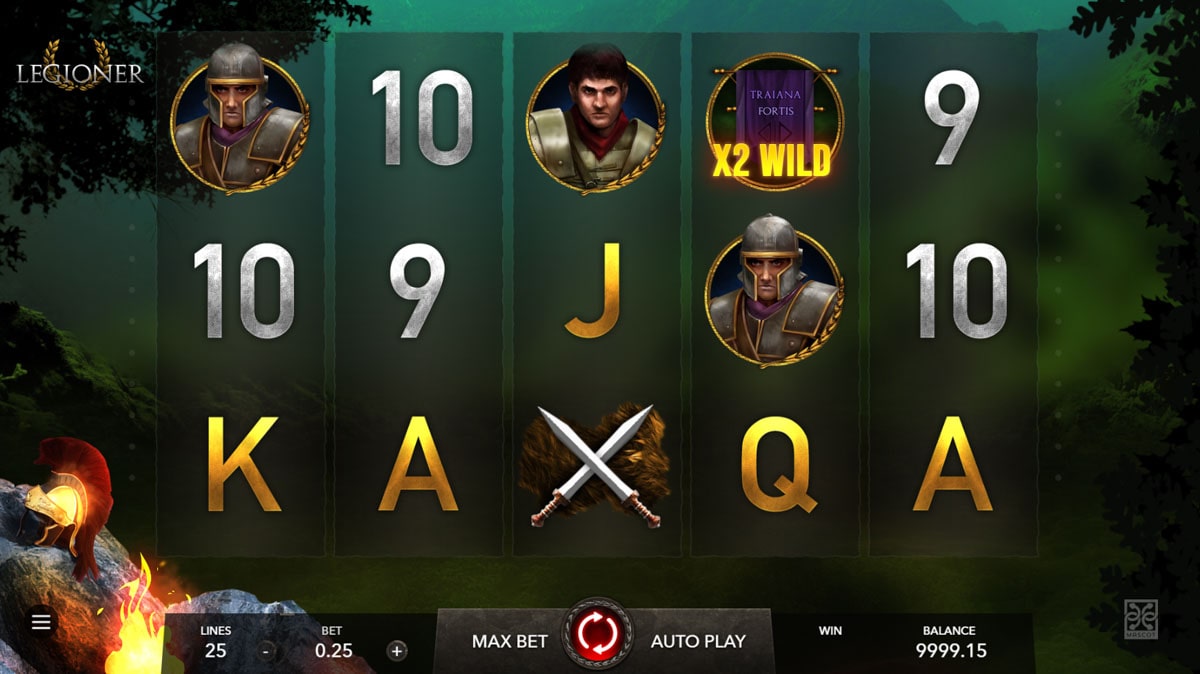 LEGIONER
10
TRAIANA
FORTIS
X2 WILD
9
10
9
J
10
K
A
Q
A
LINES
25
-
BET
0.25
+
MAX BET
AUTO PLAY
WIN
BALANCE
9999.15
MASCOT